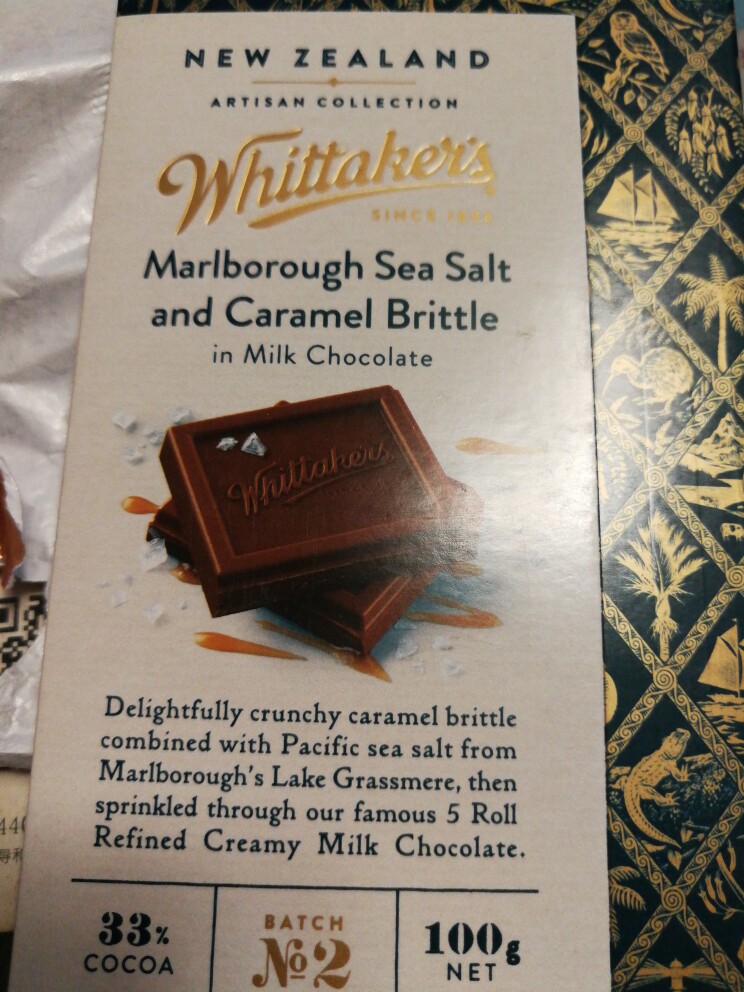 NEW ZEALAND
ARTISAN COLLECTION
Whittaker's
SINCE 1896
Marlborough Sea Salt
and Caramel Brittle
in Milk Chocolate
Whittaker's
Delightfully crunchy caramel brittle
combined with Pacific sea salt from
Marlborough's Lake Grassmere, then
sprinkled through our famous 5 Roll
Refined Creamy Milk Chocolate.
33%
COCOA
BATCH
No2
100g
NET